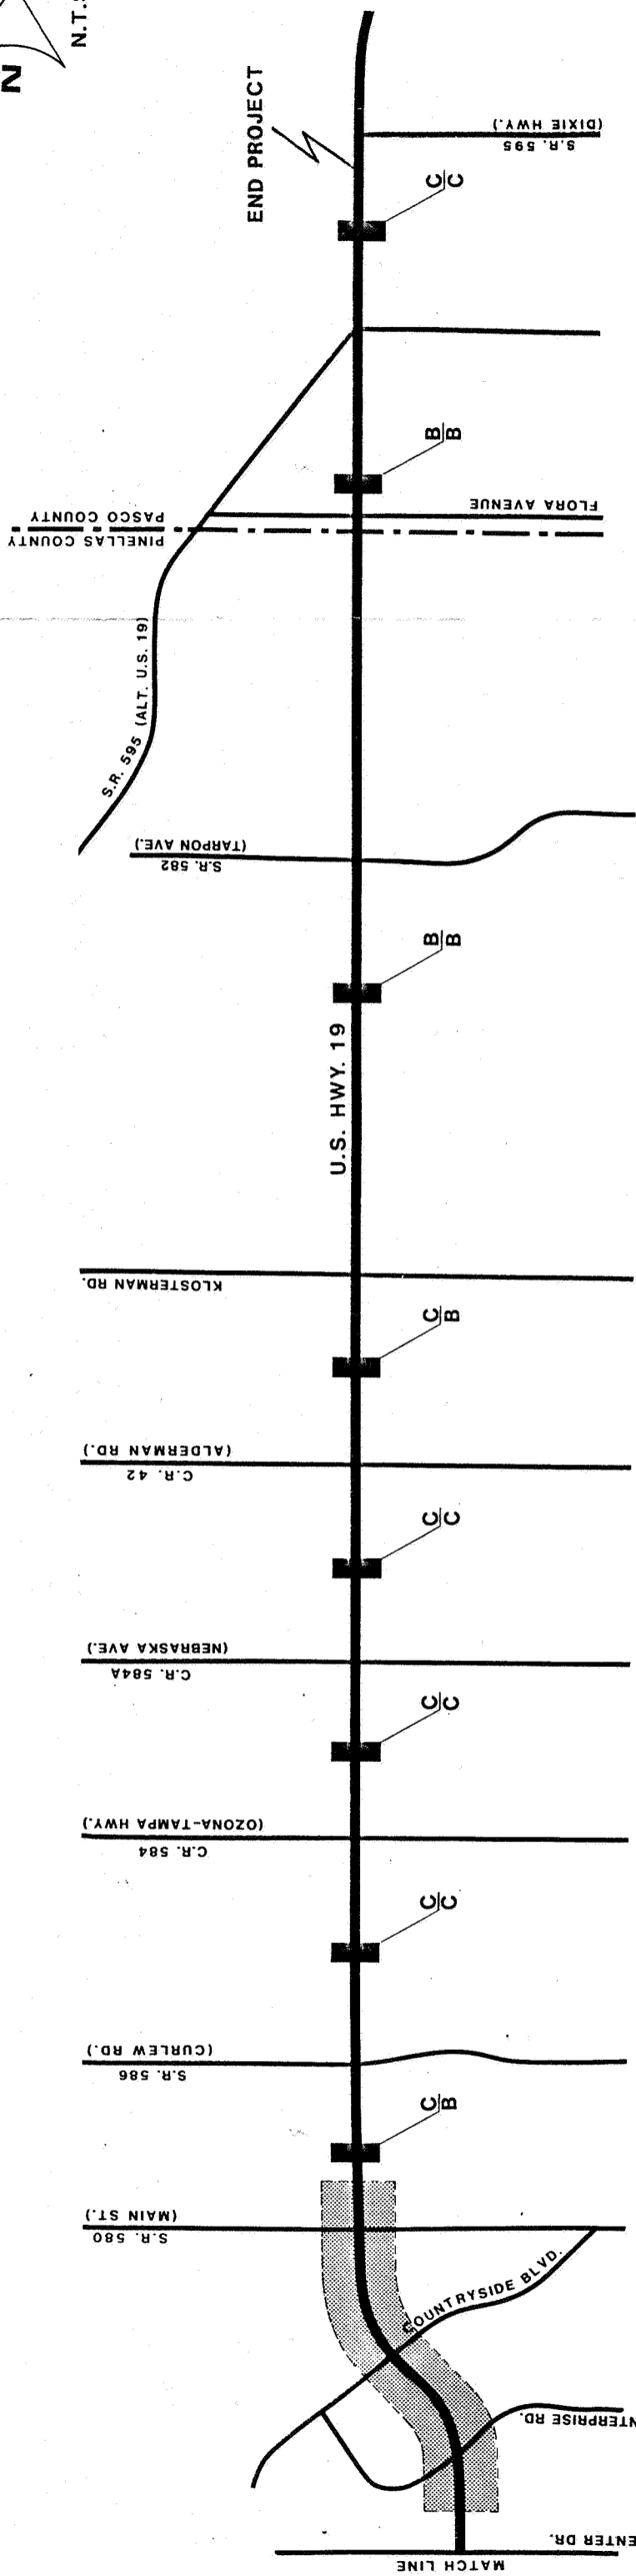 N
N.T.
END PROJECT
(DIXIE HWY.)
S.R. 595
C/C
B/B
FLORA AVENUE
PASCO COUNTY
PINELLAS COUNTY
S.R. 595 (ALT. U.S. 19)
(TARPON AVE.)
S.R. 582
B/B
U.S. HWY. 19
KLOSTERMAN RD.
C/B
(ALDERMAN RD.)
C.R. 42
C/C
(NEBRASKA AVE.)
C.R. 584A
C/C
(OZONA-TAMPA HWY.)
C.R. 584
C/C
(CURLEW RD.)
S.R. 586
C/B
(MAIN ST.)
S.R. 580
COUNTRYSIDE BLVD.
NTERPRISE RD.
ENTER DR.
MATCH LINE